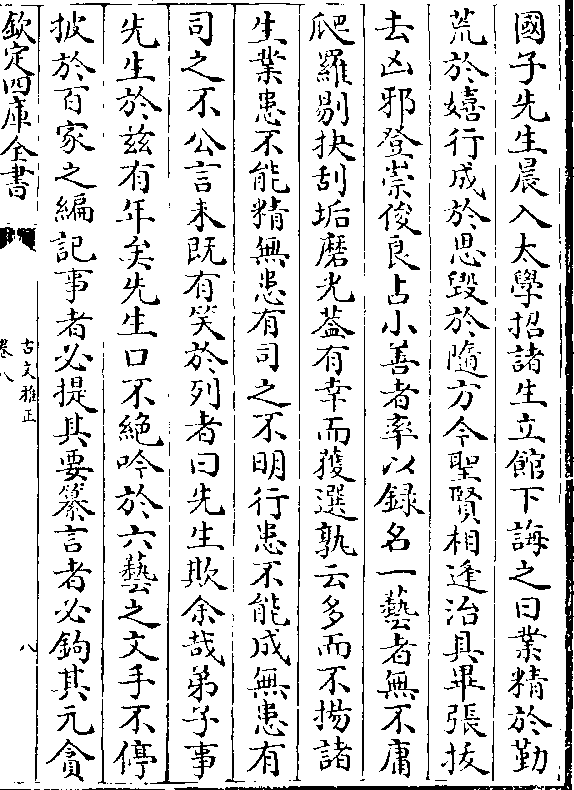 國子先生晨入太學招諸生立館下誨之曰業精於勤
荒於嬉行成於思毀於隨方今聖賢相逢治具畢張拔
去凶邪登崇俊良占小善者率以録名一藝者無不庸
爬羅剔抉刮垢磨光蓋有幸而獲選孰云多而不揚諸
生業患不能精無患有司之不明行患不能成無患有
司之不公言未既有笑於列者曰先生欺余哉弟子事
先生於兹有年矣先生口不絶吟於六藝之文手不停
披於百家之編記事者必提其要纂言者必鉤其元貪
欽定四庫全書
古文雅正
卷八
八